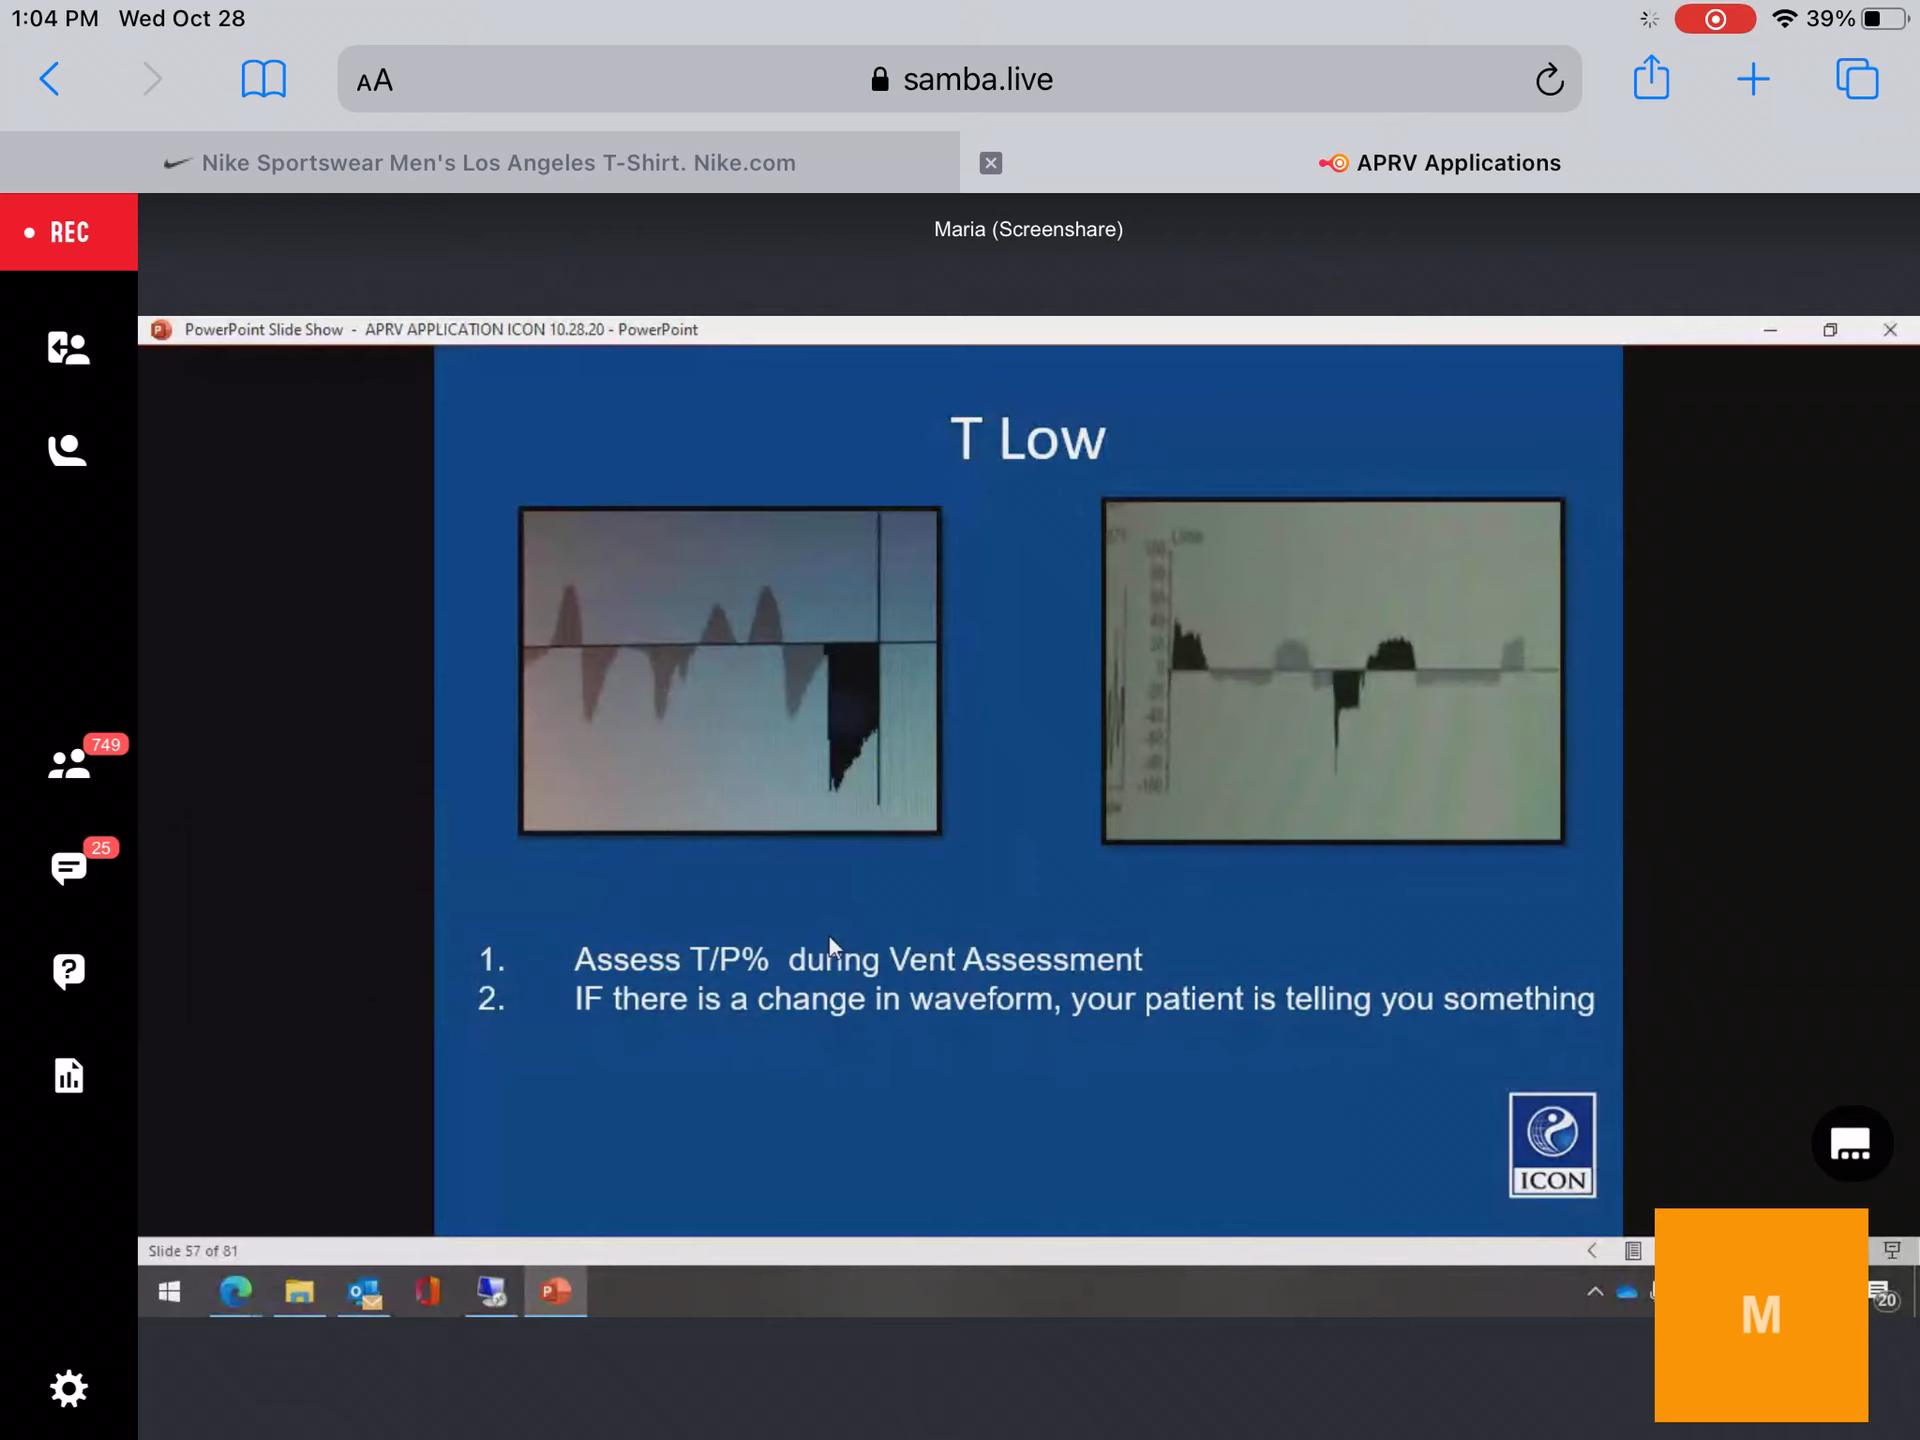 1:04 PM Wed Oct 28
39%
AA
samba.live
Nike Sportswear Men's Los Angeles T-Shirt. Nike.com
APRV Applications
REC
Maria (Screenshare)
PowerPoint Slide Show - APRV APPLICATION ICON 10.28.20 - PowerPoint
T Low
749
25
1. Assess T/P% during Vent Assessment
2. IF there is a change in waveform, your patient is telling you something
ICON
Slide 57 of 81
20
M